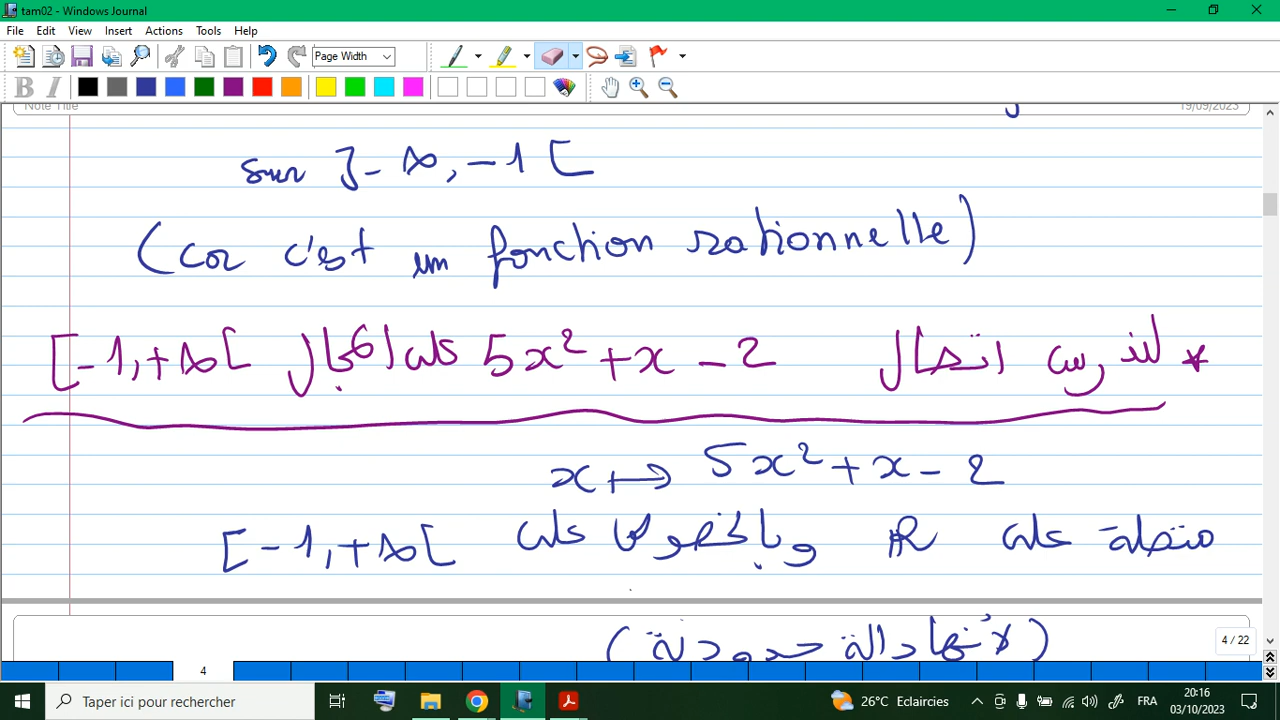 tam02 - Windows Journal
File Edit View Insert Actions Tools Help
Page Width
Note Title 19/09/2023
sur ]-∞, -1[
(car c'est un fonction rationnelle)
* لندرس اتصال 5x² + x - 2 على المجال [-1, +∞[
x ↦ 5x² + x - 2
متصلة على ℝ وبالخصوص على [-1, +∞[
(لأنها دالة حدودية)
4 / 22
4
Taper ici pour rechercher
26°C Eclaircies
FRA
20:16
03/10/2023